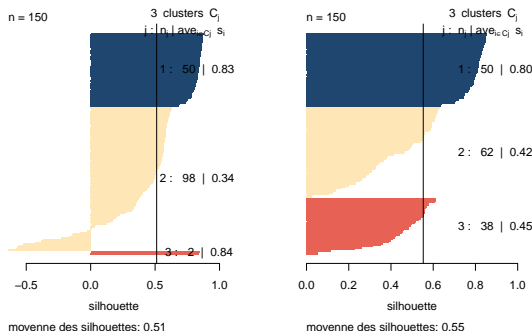 n = 150
3 clusters Cj
j : nj | avei∈Cj si
1 : 50 | 0.83
2 : 98 | 0.34
3 : 2 | 0.84
−0.5 0.0 0.5 1.0
silhouette
moyenne des silhouettes: 0.51
n = 150
3 clusters Cj
j : nj | avei∈Cj si
1 : 50 | 0.80
2 : 62 | 0.42
3 : 38 | 0.45
0.0 0.2 0.4 0.6 0.8 1.0
silhouette
moyenne des silhouettes: 0.55